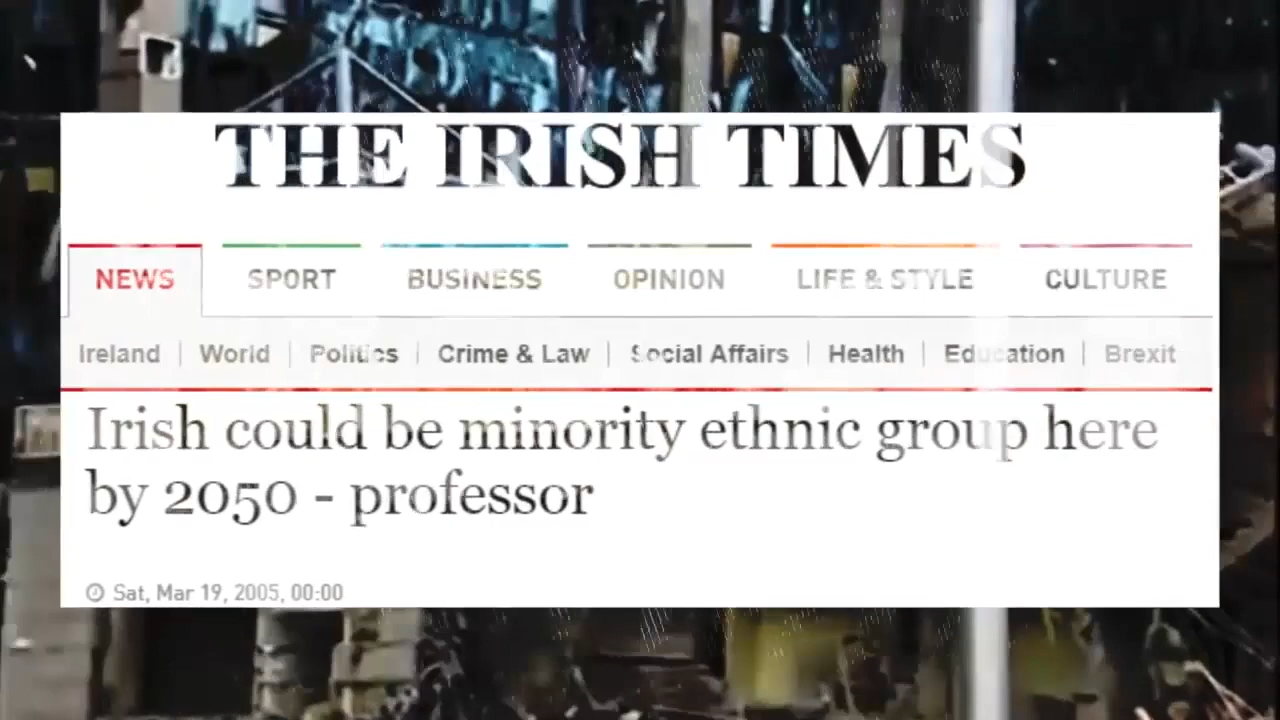 THE IRISH TIMES
NEWS SPORT BUSINESS OPINION LIFE & STYLE CULTURE
Ireland World Politics Crime & Law Social Affairs Health Education Brexit
Irish could be minority ethnic group here
by 2050 - professor
Sat, Mar 19, 2005, 00:00